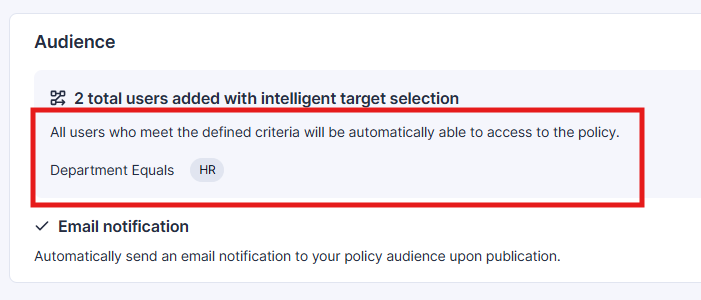 Audience
2 total users added with intelligent target selection
All users who meet the defined criteria will be automatically able to access to the policy.
Department Equals HR
Email notification
Automatically send an email notification to your policy audience upon publication.